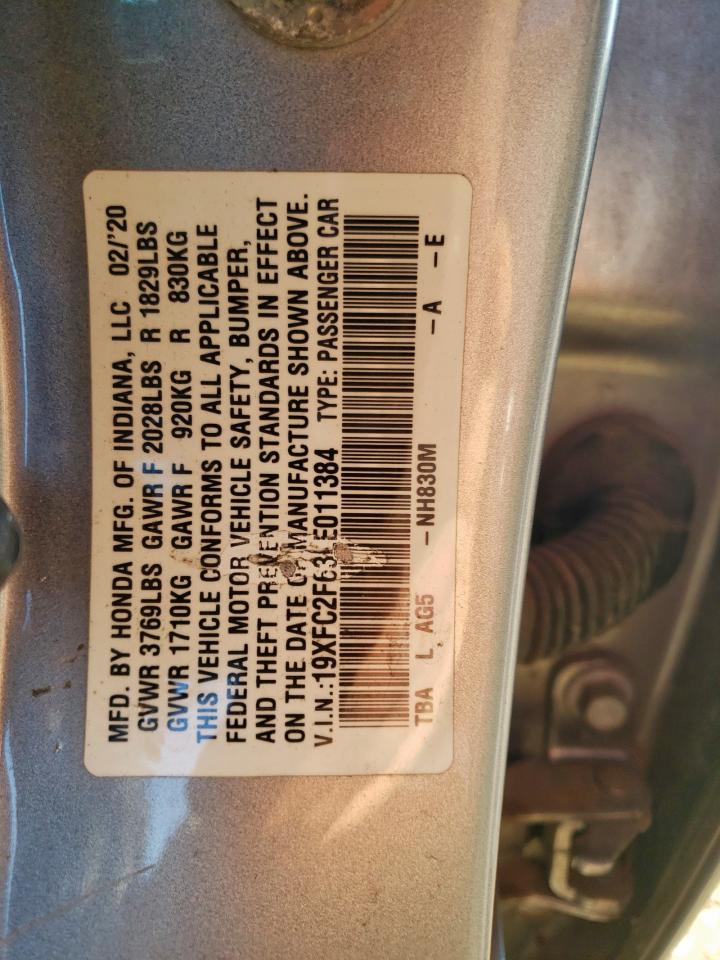 MFD. BY HONDA MFG. OF INDIANA, LLC 02/'20
GVWR 3769LBS GAWR F 2028LBS R 1829LBS
GVWR 1710KG GAWR F 920KG R 830KG
THIS VEHICLE CONFORMS TO ALL APPLICABLE
FEDERAL MOTOR VEHICLE SAFETY, BUMPER,
AND THEFT PREVENTION STANDARDS IN EFFECT
ON THE DATE OF MANUFACTURE SHOWN ABOVE.
V.I.N.: TYPE: PASSENGER CAR
TBA L AG5 -NH830M -A -E